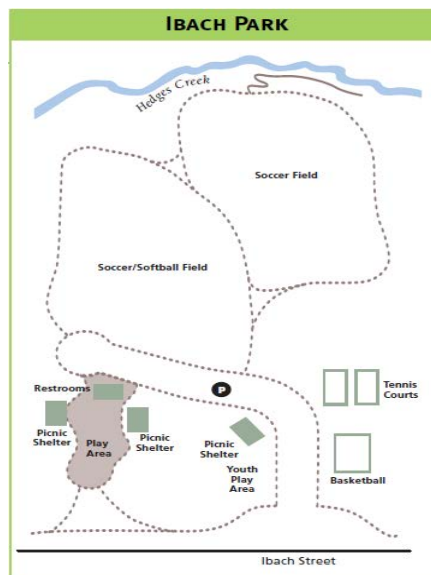 IBACH PARK
Hedges Creek
Soccer Field
Soccer/Softball Field
P
Restrooms
Tennis
Courts
Picnic
Shelter
Play
Area
Picnic
Shelter
Picnic
Shelter
Youth
Play
Area
Basketball
Ibach Street